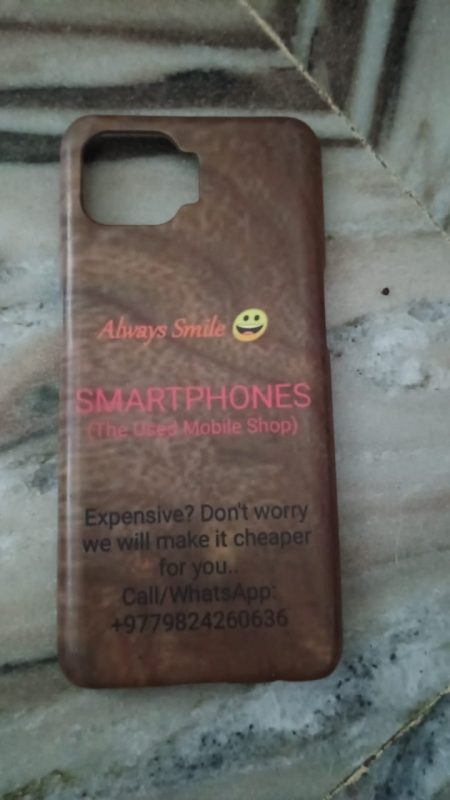 Always Smile 😀
SMARTPHONES
(The Used Mobile Shop)
Expensive? Don't worry
we will make it cheaper
for you..
Call/WhatsApp:
+9779824260636